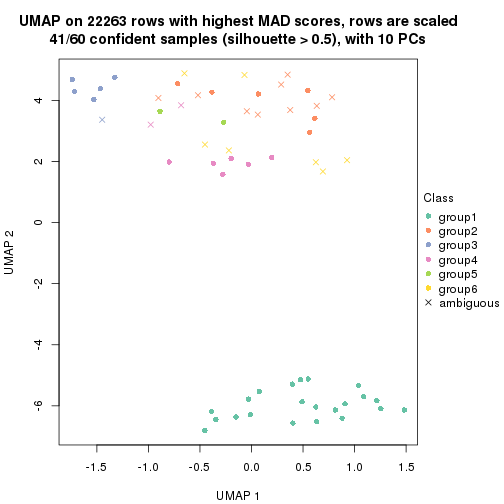 UMAP on 22263 rows with highest MAD scores, rows are scaled
41/60 confident samples (silhouette > 0.5), with 10 PCs
4
2
0
-2
-4
-6
UMAP 2
-1.5
-1.0
-0.5
0.0
0.5
1.0
1.5
UMAP 1
Class
group1
group2
group3
group4
group5
group6
ambiguous